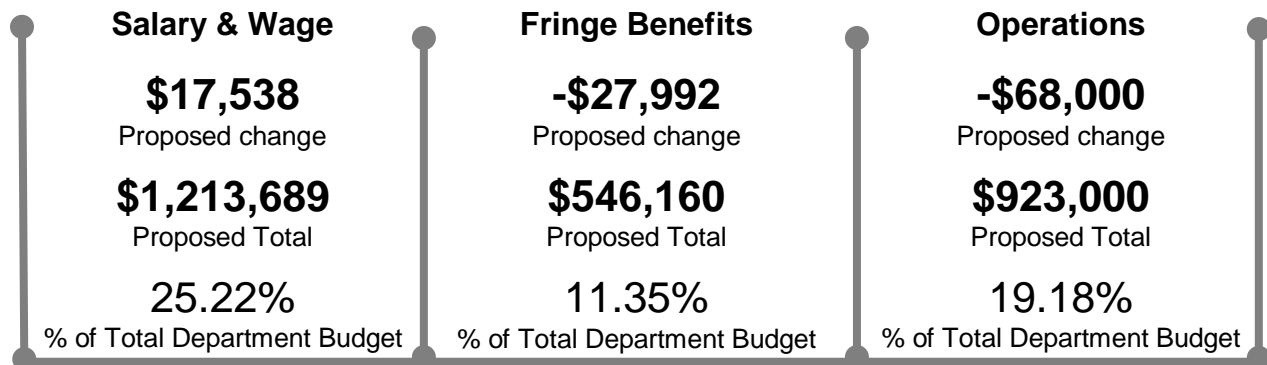 Salary & Wage
$17,538
Proposed change
$1,213,689
Proposed Total
25.22%
% of Total Department Budget
Fringe Benefits
-$27,992
Proposed change
$546,160
Proposed Total
11.35%
% of Total Department Budget
Operations
-$68,000
Proposed change
$923,000
Proposed Total
19.18%
% of Total Department Budget